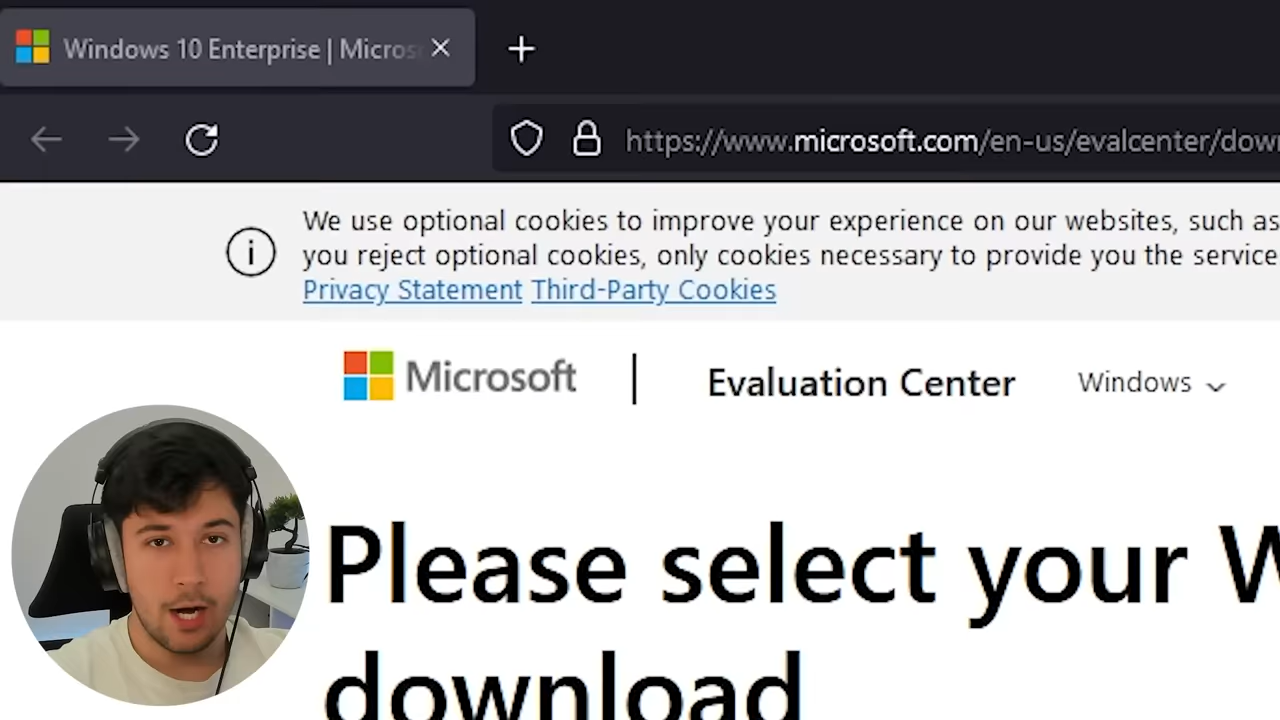 Windows 10 Enterprise | Micros
https://www.microsoft.com/en-us/evalcenter/down
We use optional cookies to improve your experience on our websites, such as
you reject optional cookies, only cookies necessary to provide you the service
Privacy Statement Third-Party Cookies
Microsoft
Evaluation Center
Windows
Please select your W
download